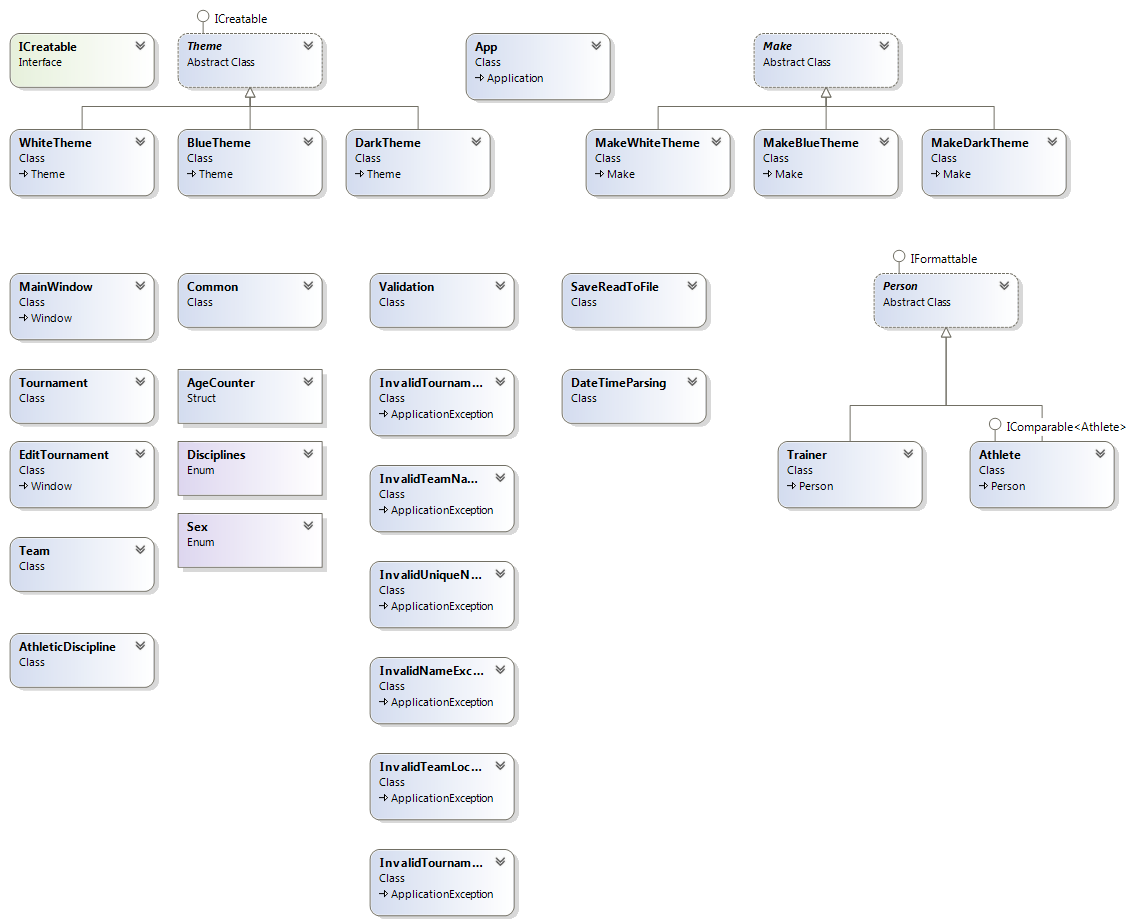 ICreatable
ICreatable
Interface
Theme
Abstract Class
App
Class
Application
Make
Abstract Class
WhiteTheme
Class
Theme
BlueTheme
Class
Theme
DarkTheme
Class
Theme
MakeWhiteTheme
Class
Make
MakeBlueTheme
Class
Make
MakeDarkTheme
Class
Make
MainWindow
Class
Window
Common
Class
Validation
Class
SaveReadToFile
Class
IFormattable
Person
Abstract Class
Tournament
Class
AgeCounter
Struct
InvalidTournam...
Class
ApplicationException
DateTimeParsing
Class
EditTournament
Class
Window
Disciplines
Enum
InvalidTeamNa...
Class
ApplicationException
Trainer
Class
Person
IComparable<Athlete>
Athlete
Class
Person
Sex
Enum
Team
Class
InvalidUniqueN...
Class
ApplicationException
AthleticDiscipline
Class
InvalidNameExc...
Class
ApplicationException
InvalidTeamLoc...
Class
ApplicationException
InvalidTournam...
Class
ApplicationException